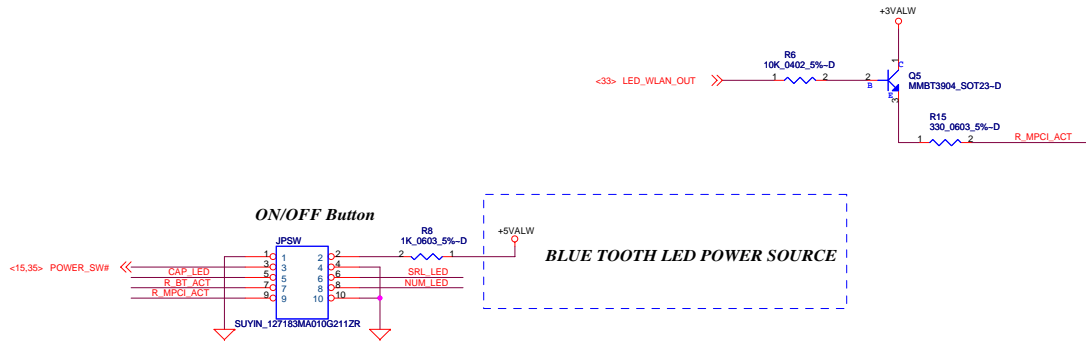 +3VALW
R6
10K_0402_5%~D
<33> LED_WLAN_OUT
1 2
2
B
1
C
E
3
Q5
MMBT3904_SOT23~D
R15
330_0603_5%~D
1 2
R_MPCI_ACT
ON/OFF Button
R8
1K_0603_5%~D
2 1
+5VALW
BLUE TOOTH LED POWER SOURCE
JPSW
1 1 2 2
<15,35> POWER_SW# 3 3 4 4
CAP_LED 5 5 6 6 SRL_LED
R_BT_ACT 7 7 8 8 NUM_LED
R_MPCI_ACT 9 9 10 10
SUYIN_127183MA010G211ZR